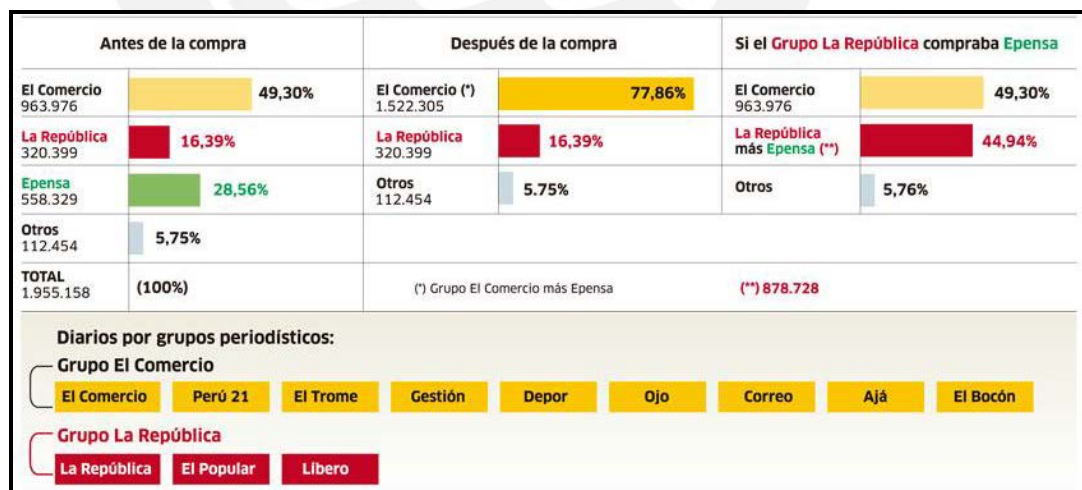 Antes de la compra
El Comercio
963.976
49,30%
La República
320.399
16,39%
Epensa
558.329
28,56%
Otros
112.454
5,75%
TOTAL
1.955.158
(100%)
Después de la compra
El Comercio (*)
1.522.305
77,86%
La República
320.399
16,39%
Otros
112.454
5.75%
(*) Grupo El Comercio más Epensa
Si el Grupo La República compraba Epensa
El Comercio
963.976
49,30%
La República
más Epensa (**)
44,94%
Otros
5,76%
(**) 878.728
Diarios por grupos periodísticos:
Grupo El Comercio
El Comercio
Perú 21
El Trome
Gestión
Depor
Ojo
Correo
Ajá
El Bocón
Grupo La República
La República
El Popular
Líbero